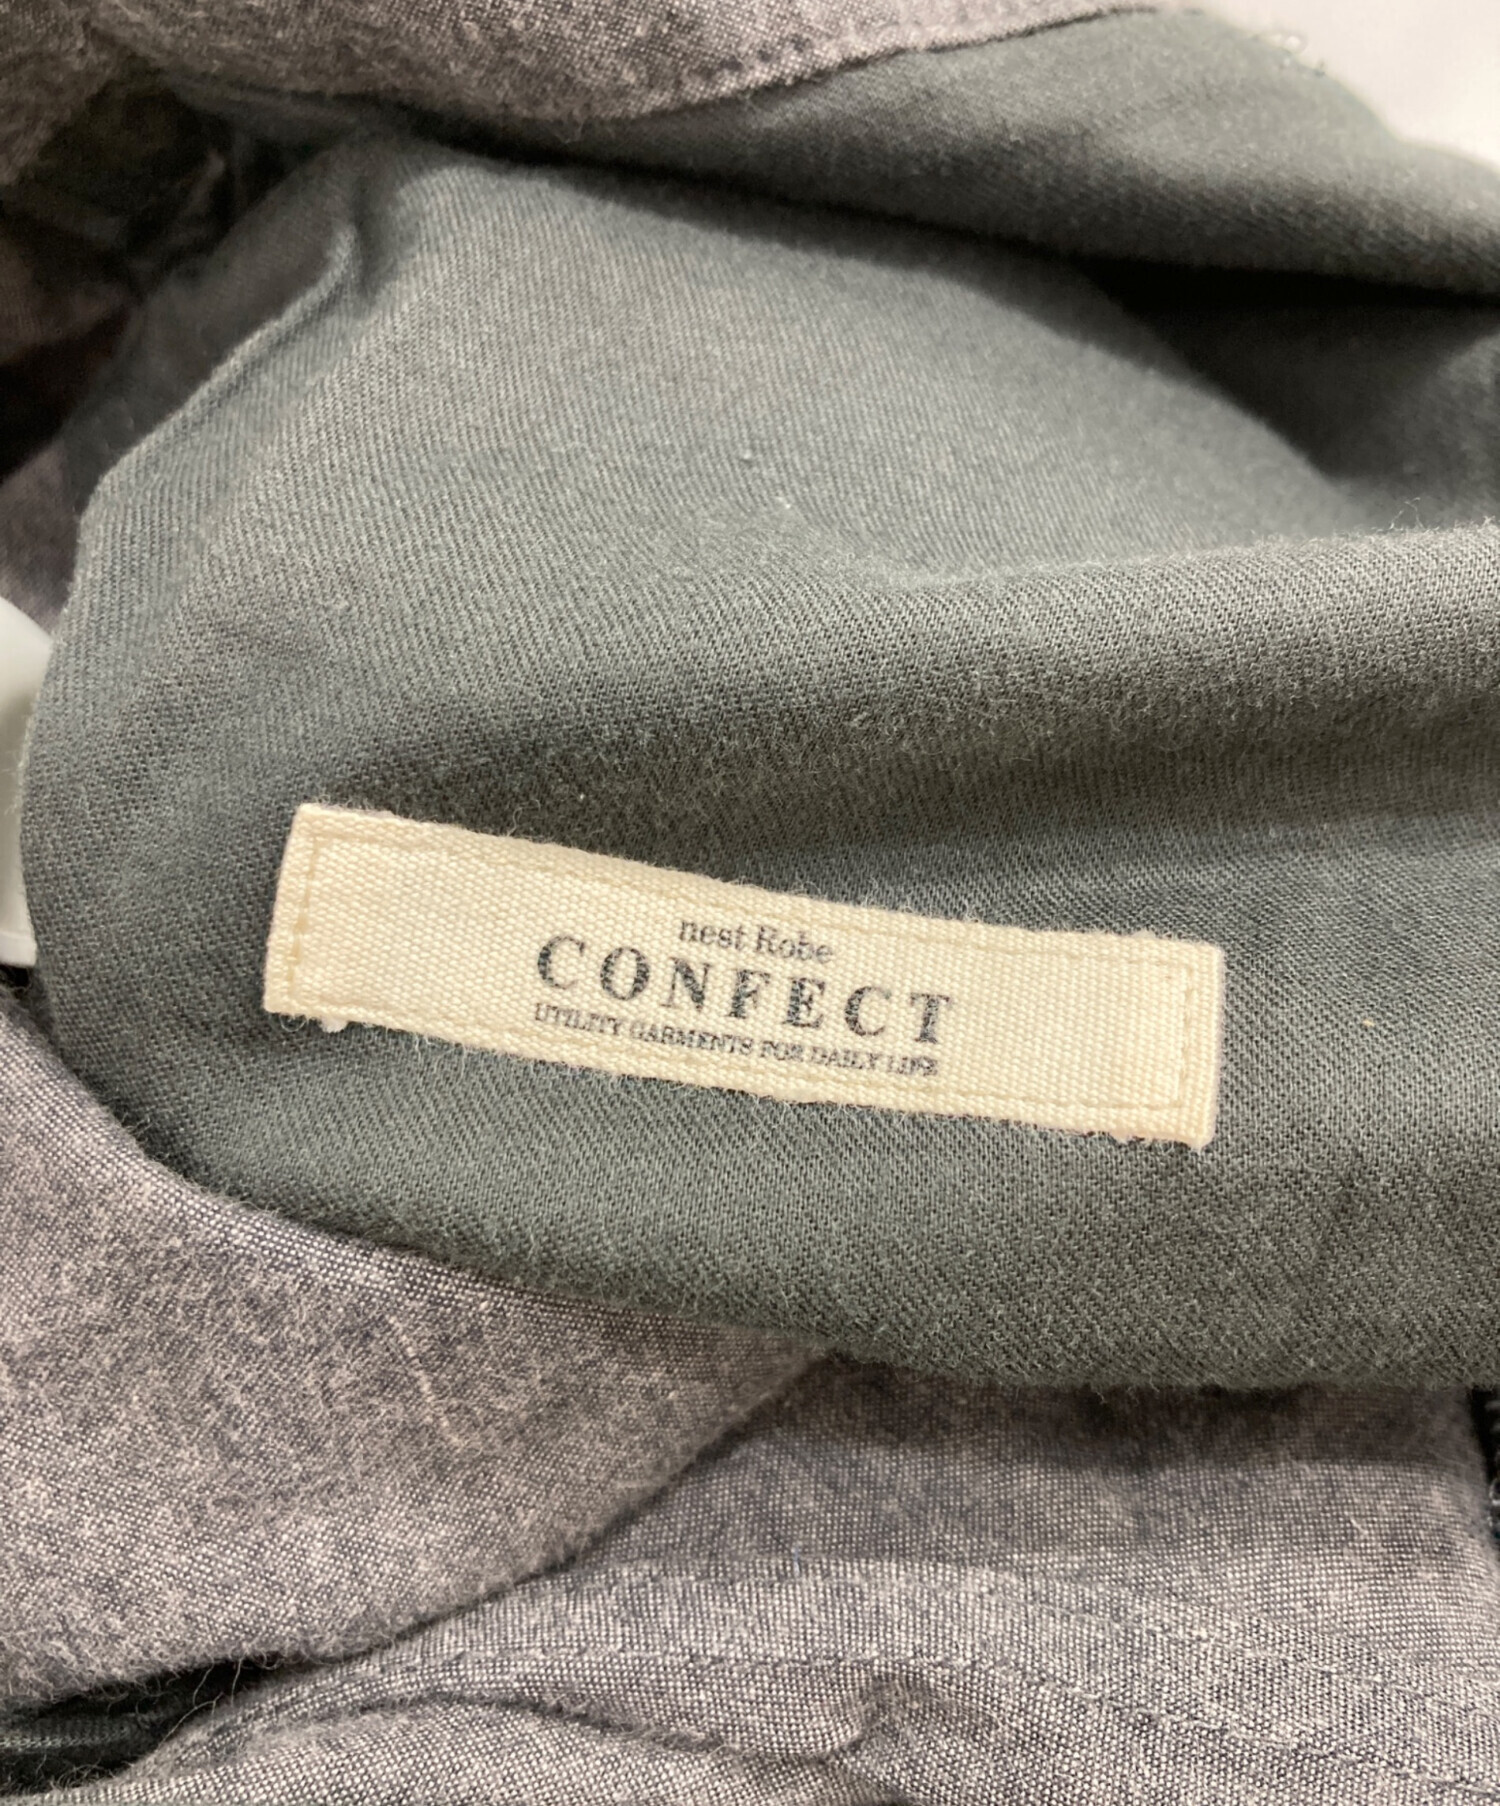 nest Robe
CONFECT
UTILITY GARMENTS FOR DAILY LIFE